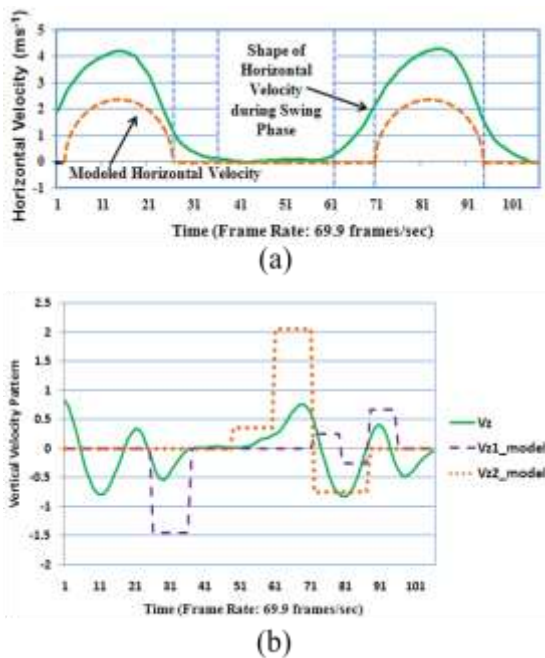 5
4
3
2
1
0
-1
Horizontal Velocity (ms⁻¹)
Shape of
Horizontal
Velocity
during Swing
Phase
Modeled Horizontal Velocity
1 11 21 31 41 51 61 71 81 91 101
Time (Frame Rate: 69.9 frames/sec)
(a)
2.5
2
1.5
1
0.5
0
-0.5
-1
-1.5
-2
Vertical Velocity Pattern
Vz
Vz1_model
Vz2_model
1 11 21 31 41 51 61 71 81 91 101
Time (Frame Rate: 69.9 frames/sec)
(b)